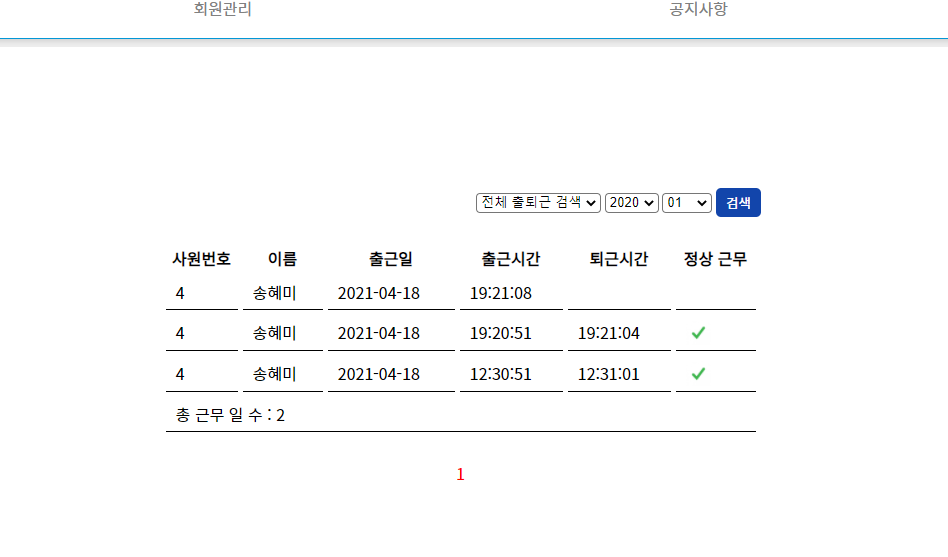 회원관리 공지사항
전체 출퇴근 검색 2020 01 검색
사원번호 이름 출근일 출근시간 퇴근시간 정상 근무
4 송혜미 2021-04-18 19:21:08
4 송혜미 2021-04-18 19:20:51 19:21:04
4 송혜미 2021-04-18 12:30:51 12:31:01
총 근무 일 수 : 2
1